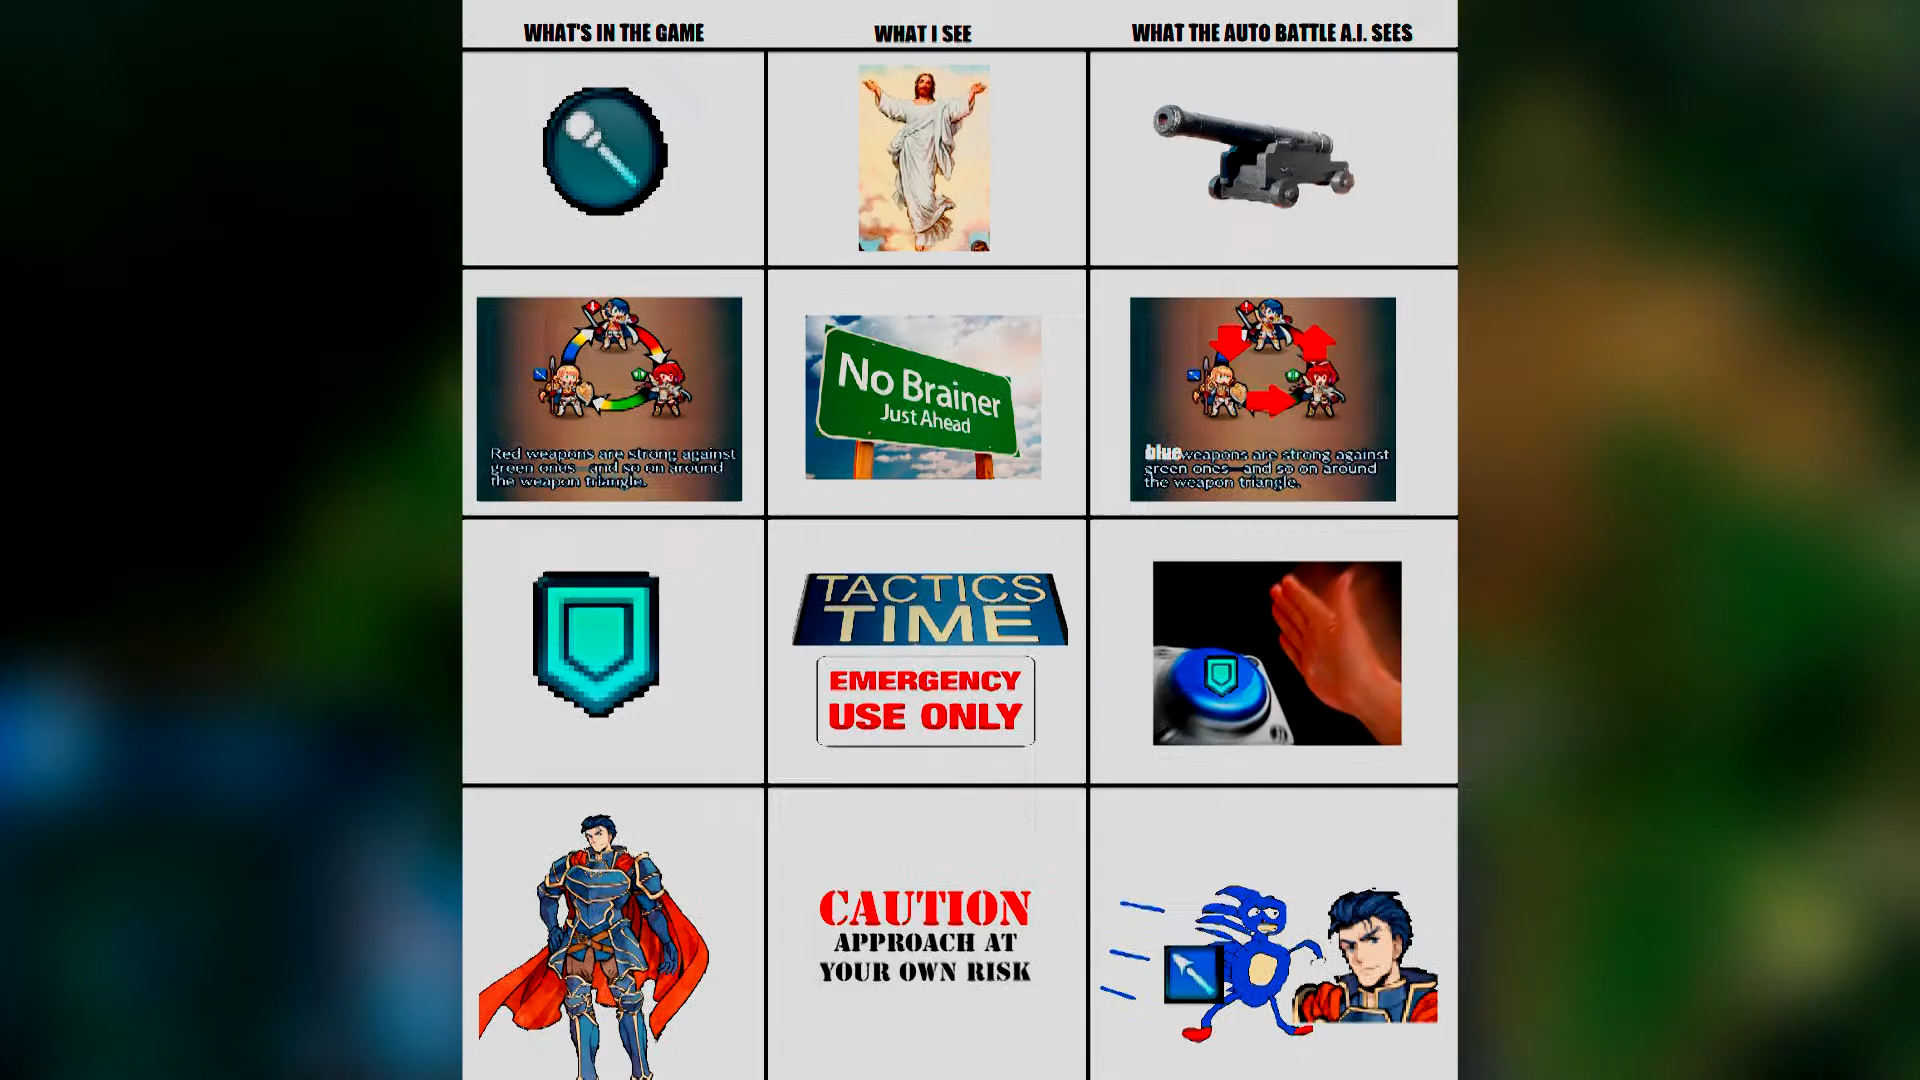 WHAT'S IN THE GAME
WHAT I SEE
WHAT THE AUTO BATTLE A.I. SEES
Red weapons are strong against
green ones—and so on around
the weapon triangle.
No Brainer
Just Ahead
blue weapons are strong against
green ones—and so on around
the weapon triangle.
TACTICS
TIME
EMERGENCY
USE ONLY
CAUTION
APPROACH AT
YOUR OWN RISK